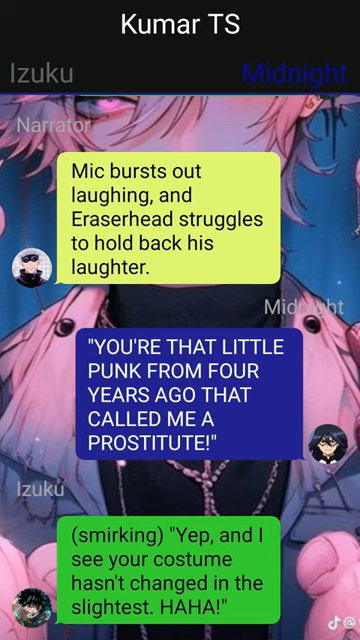 Kumar TS
Izuku Midnight
Narrator
Mic bursts out
laughing, and
Eraserhead struggles
to hold back his
laughter.
Midnight
"YOU'RE THAT LITTLE
PUNK FROM FOUR
YEARS AGO THAT
CALLED ME A
PROSTITUTE!"
Izuku
(smirking) "Yep, and I
see your costume
hasn't changed in the
slightest. HAHA!"
@